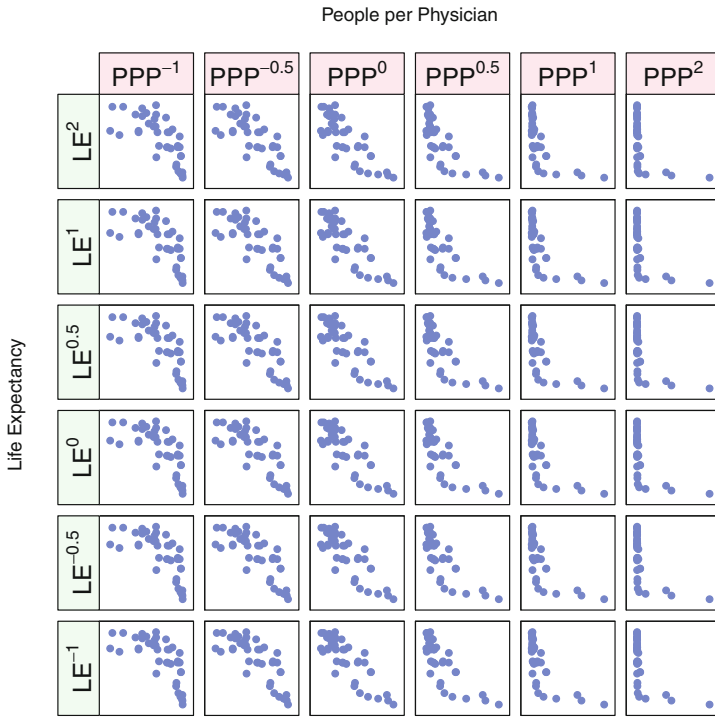 People per Physician
PPP⁻¹ PPP⁻⁰·⁵ PPP⁰ PPP⁰·⁵ PPP¹ PPP²
Life Expectancy
LE²
LE¹
LE⁰·⁵
LE⁰
LE⁻⁰·⁵
LE⁻¹